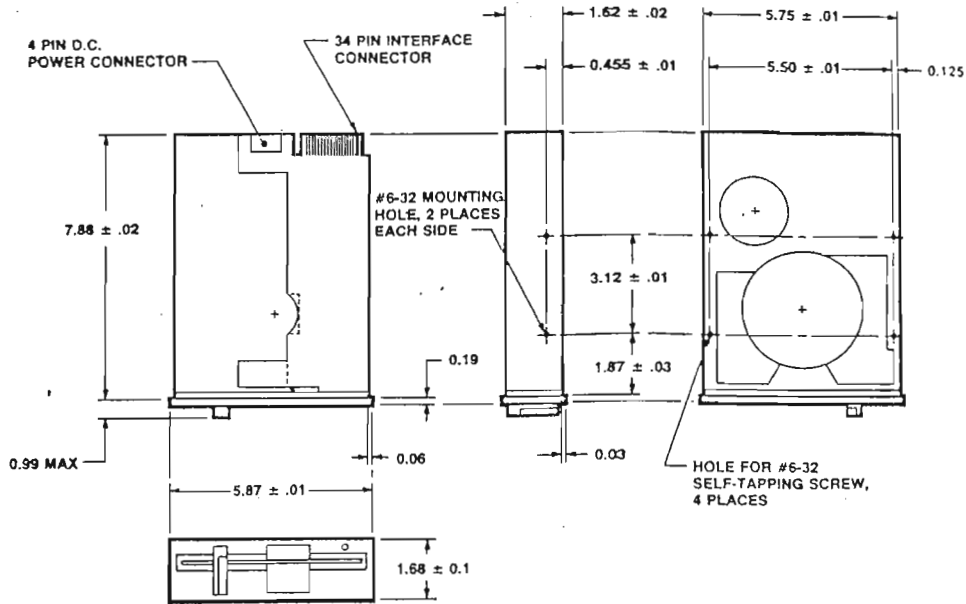 1.62 ± .02
5.75 ± .01
4 PIN D.C.
POWER CONNECTOR
34 PIN INTERFACE
CONNECTOR
0.455 ± .01
5.50 ± .01
0.125
#6-32 MOUNTING
HOLE, 2 PLACES
EACH SIDE
7.88 ± .02
3.12 ± .01
0.19
1.87 ± .03
0.99 MAX
0.06
0.03
HOLE FOR #6-32
SELF-TAPPING SCREW,
4 PLACES
5.87 ± .01
1.68 ± 0.1